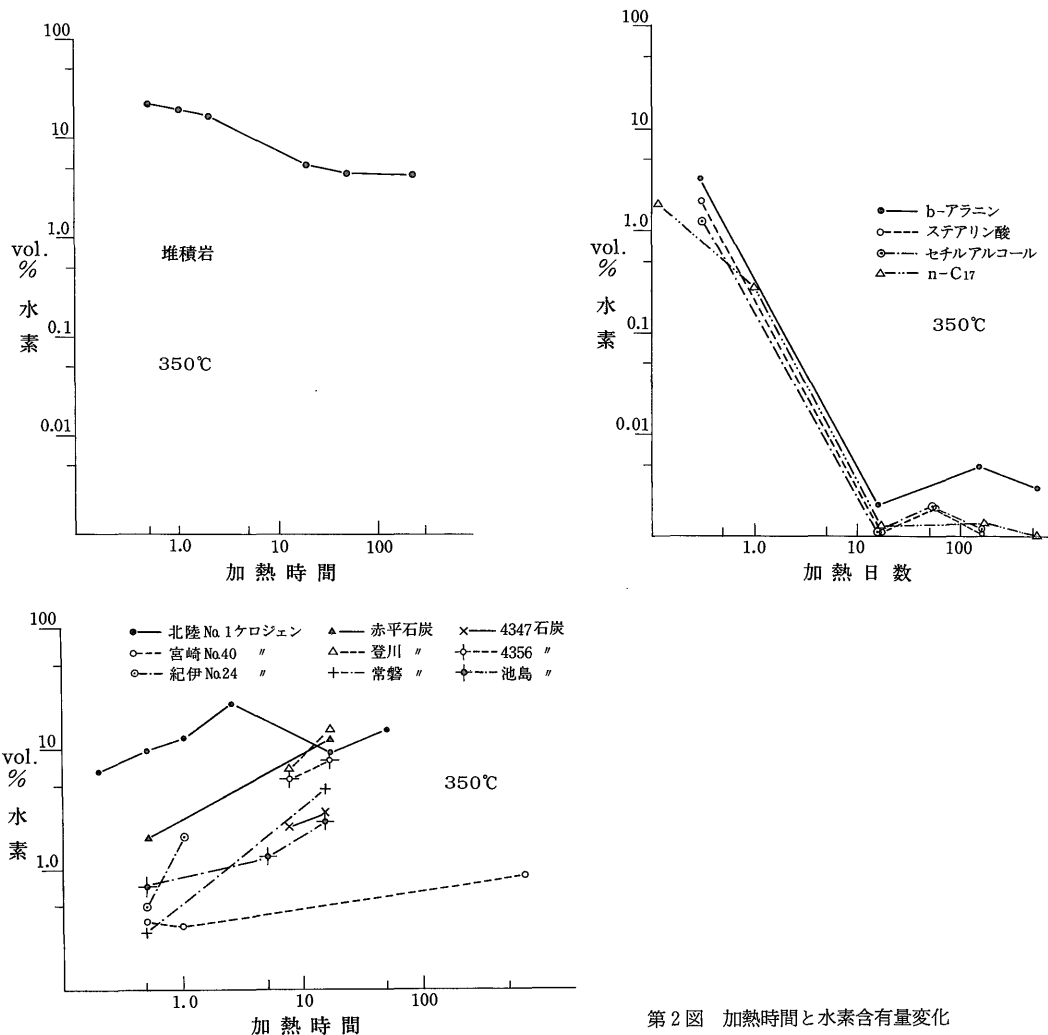 100
10
1.0
vol.
%
水
素
0.1
0.01
堆積岩
350℃
1.0 10 100
加熱時間
100
10
1.0
vol.
%
水
素
0.1
0.01
b-アラニン
ステアリン酸
セチルアルコール
n-C17
350℃
1.0 10 100
加熱日数
100
10
vol.
%
水
素
1.0
北陸No.1ケロジェン 赤平石炭 4347石炭
宮崎No.40 〃 登川 〃 4356 〃
紀伊No.24 〃 常磐 〃 池島 〃
350℃
1.0 10 100
加熱時間
第2図 加熱時間と水素含有量変化